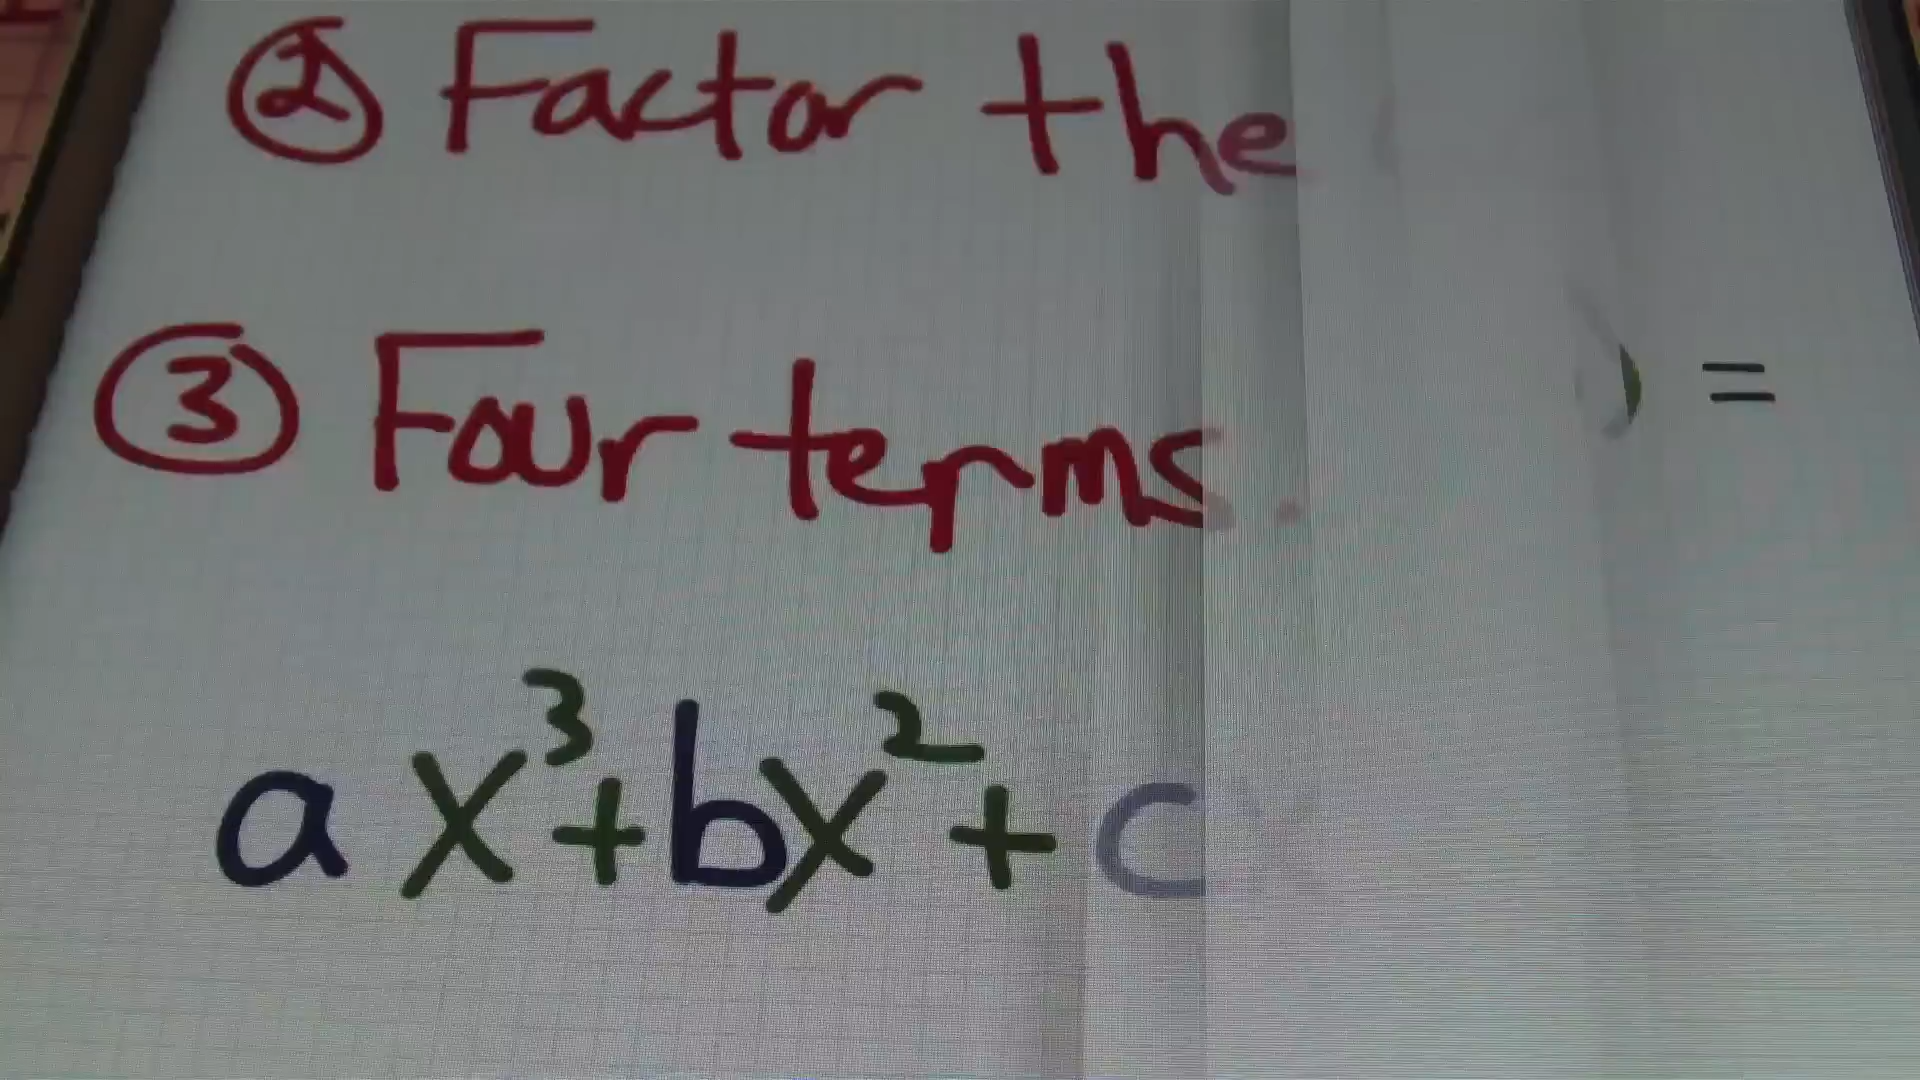 ② Factor the
③ Four terms.
) =
ax³+bx²+c